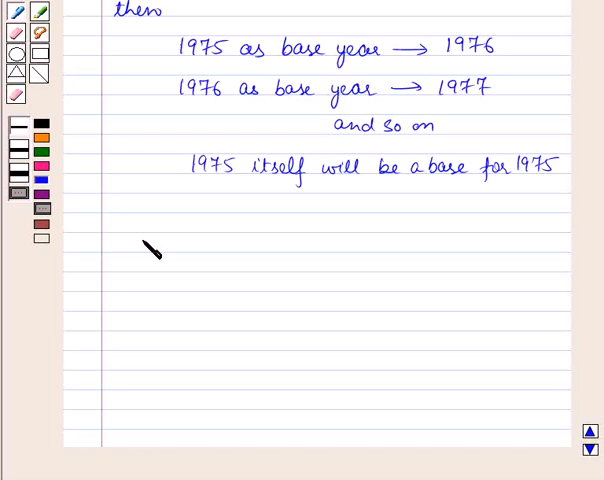 then
1975 as base year → 1976
1976 as base year → 1977
and so on
1975 itself will be a base for 1975